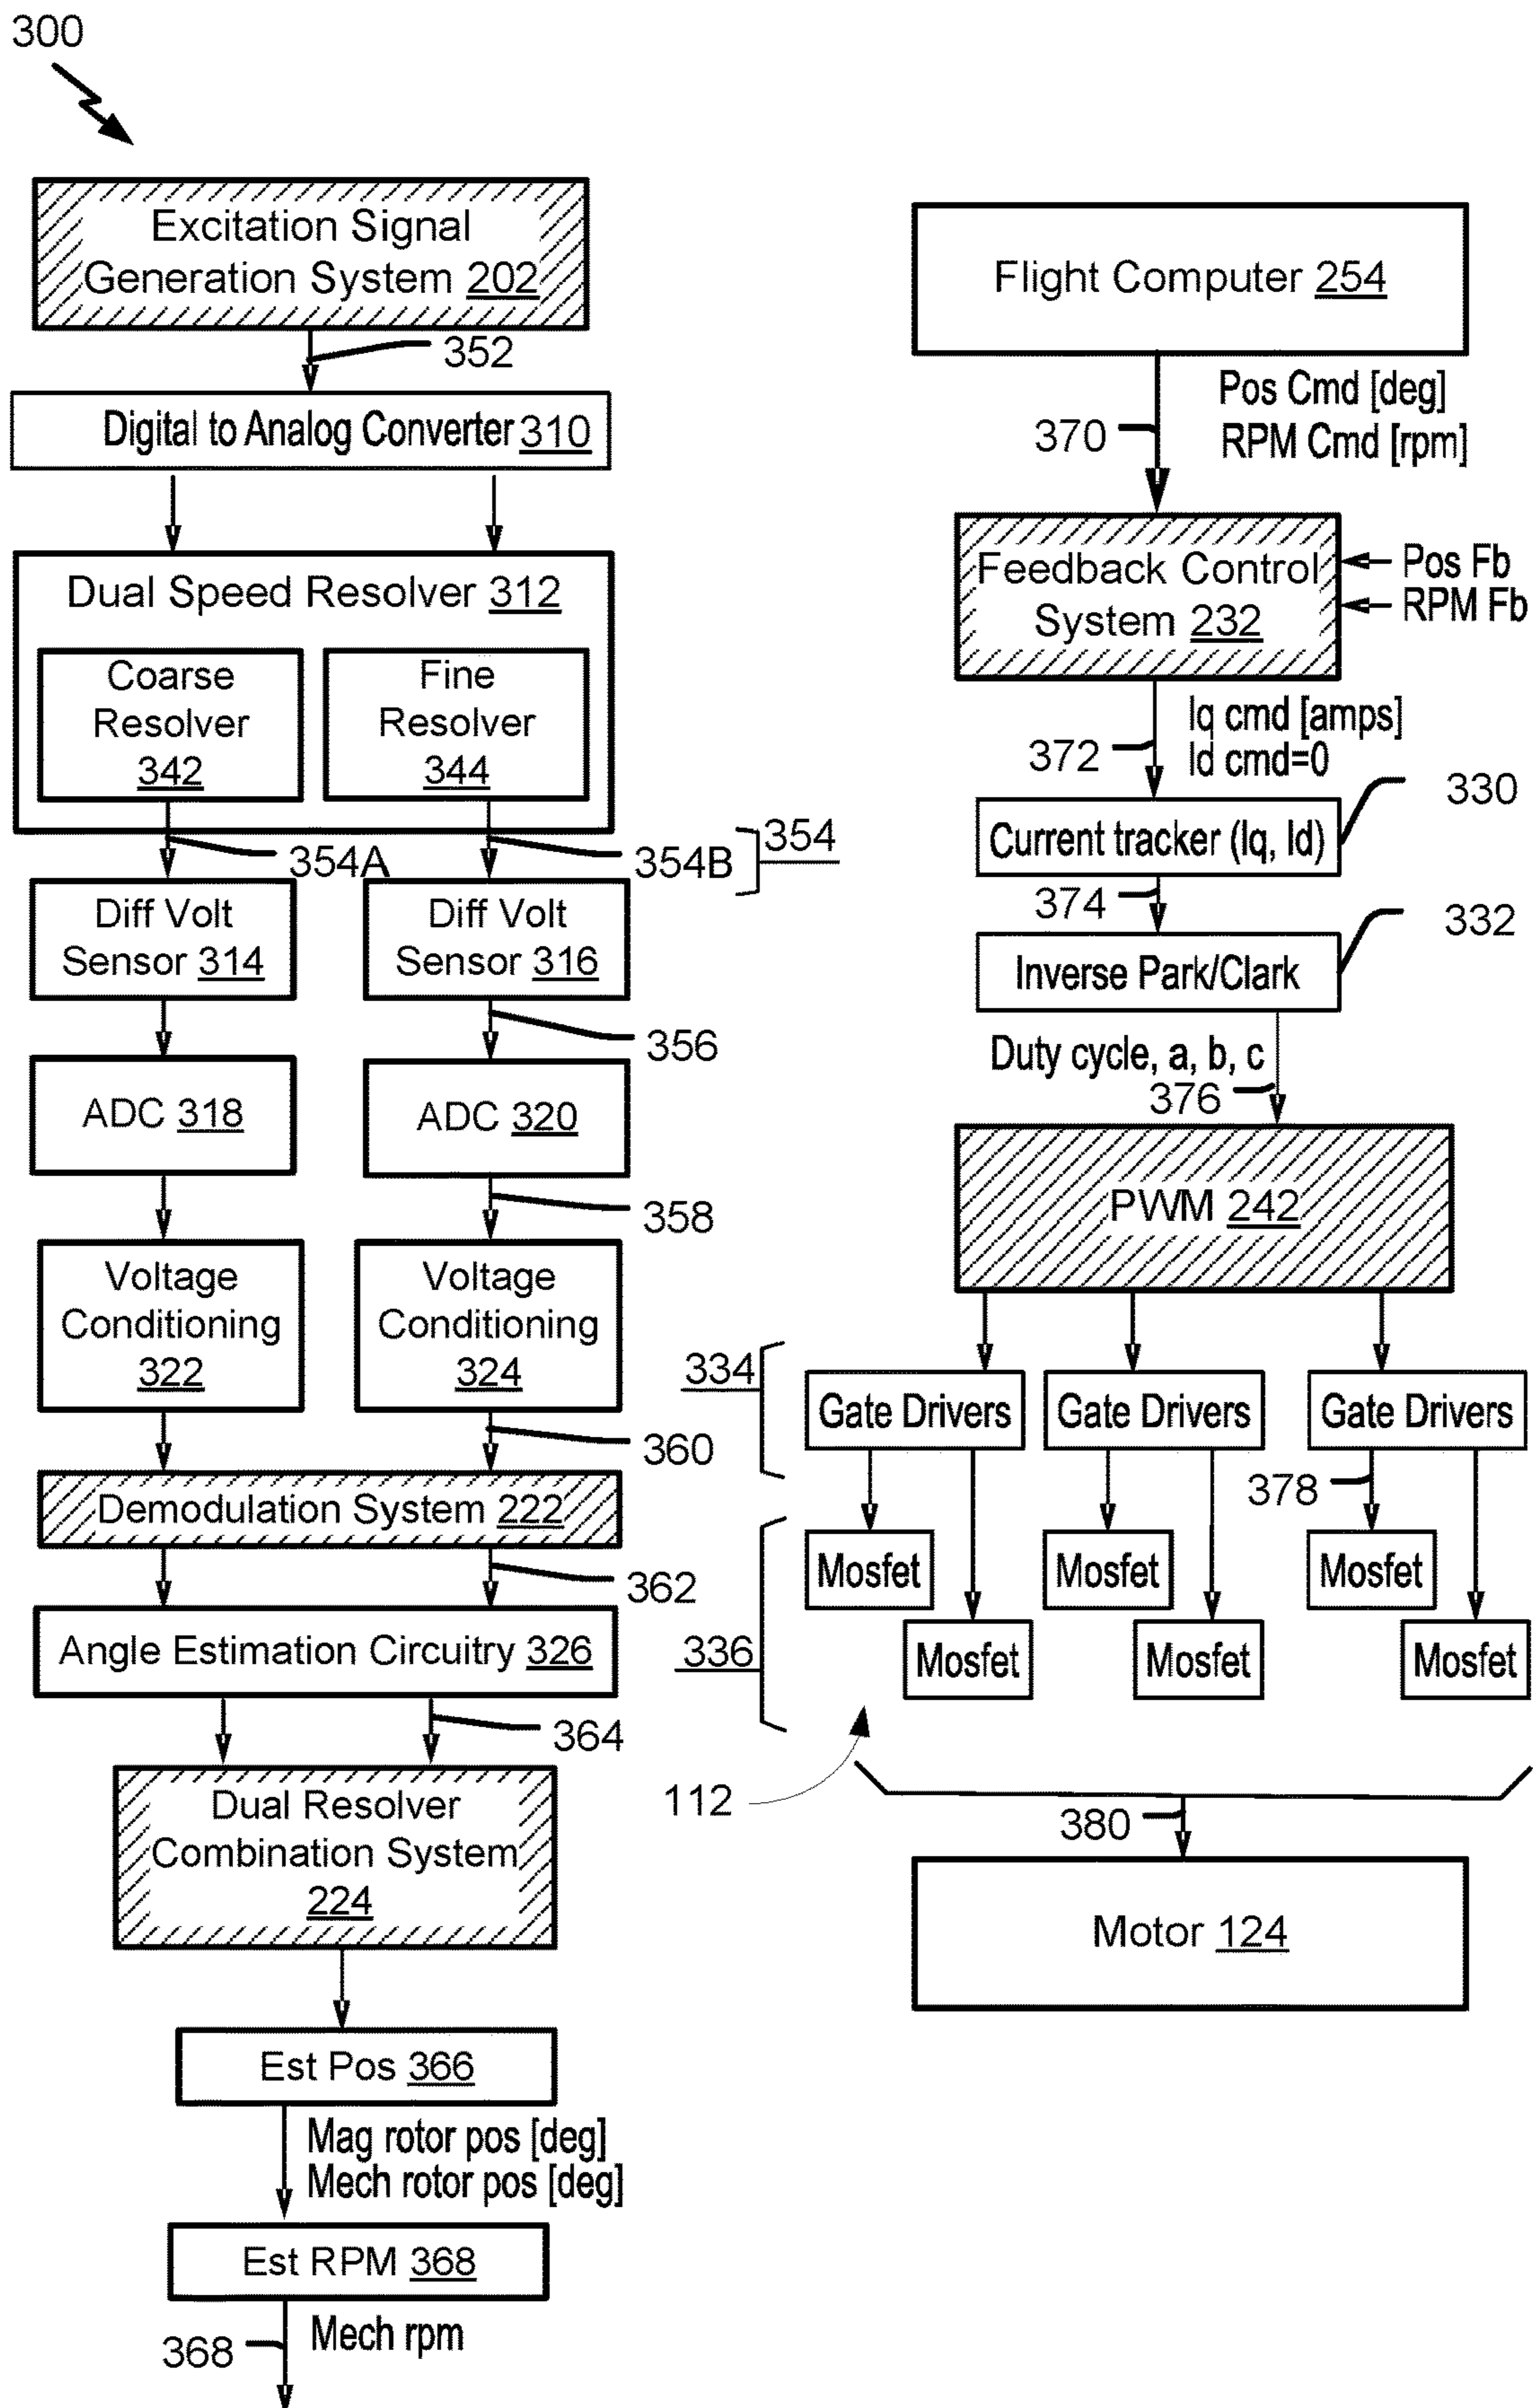 300
Excitation Signal
Generation System 202
352
Digital to Analog Converter 310
Dual Speed Resolver 312
Coarse
Resolver
342
Fine
Resolver
344
354A
354B
354
Diff Volt
Sensor 314
Diff Volt
Sensor 316
356
ADC 318
ADC 320
358
Voltage
Conditioning
322
Voltage
Conditioning
324
360
Demodulation System 222
362
Angle Estimation Circuitry 326
364
Dual Resolver
Combination System
224
Est Pos 366
Mag rotor pos [deg]
Mech rotor pos [deg]
Est RPM 368
Mech rpm
368
Flight Computer 254
Pos Cmd [deg]
RPM Cmd [rpm]
370
Feedback Control
System 232
Pos Fb
RPM Fb
Iq cmd [amps]
Id cmd=0
372
330
Current tracker (Iq, Id)
374
332
Inverse Park/Clark
Duty cycle, a, b, c
376
PWM 242
334
Gate Drivers
Gate Drivers
Gate Drivers
378
336
Mosfet
Mosfet
Mosfet
Mosfet
Mosfet
Mosfet
112
380
Motor 124